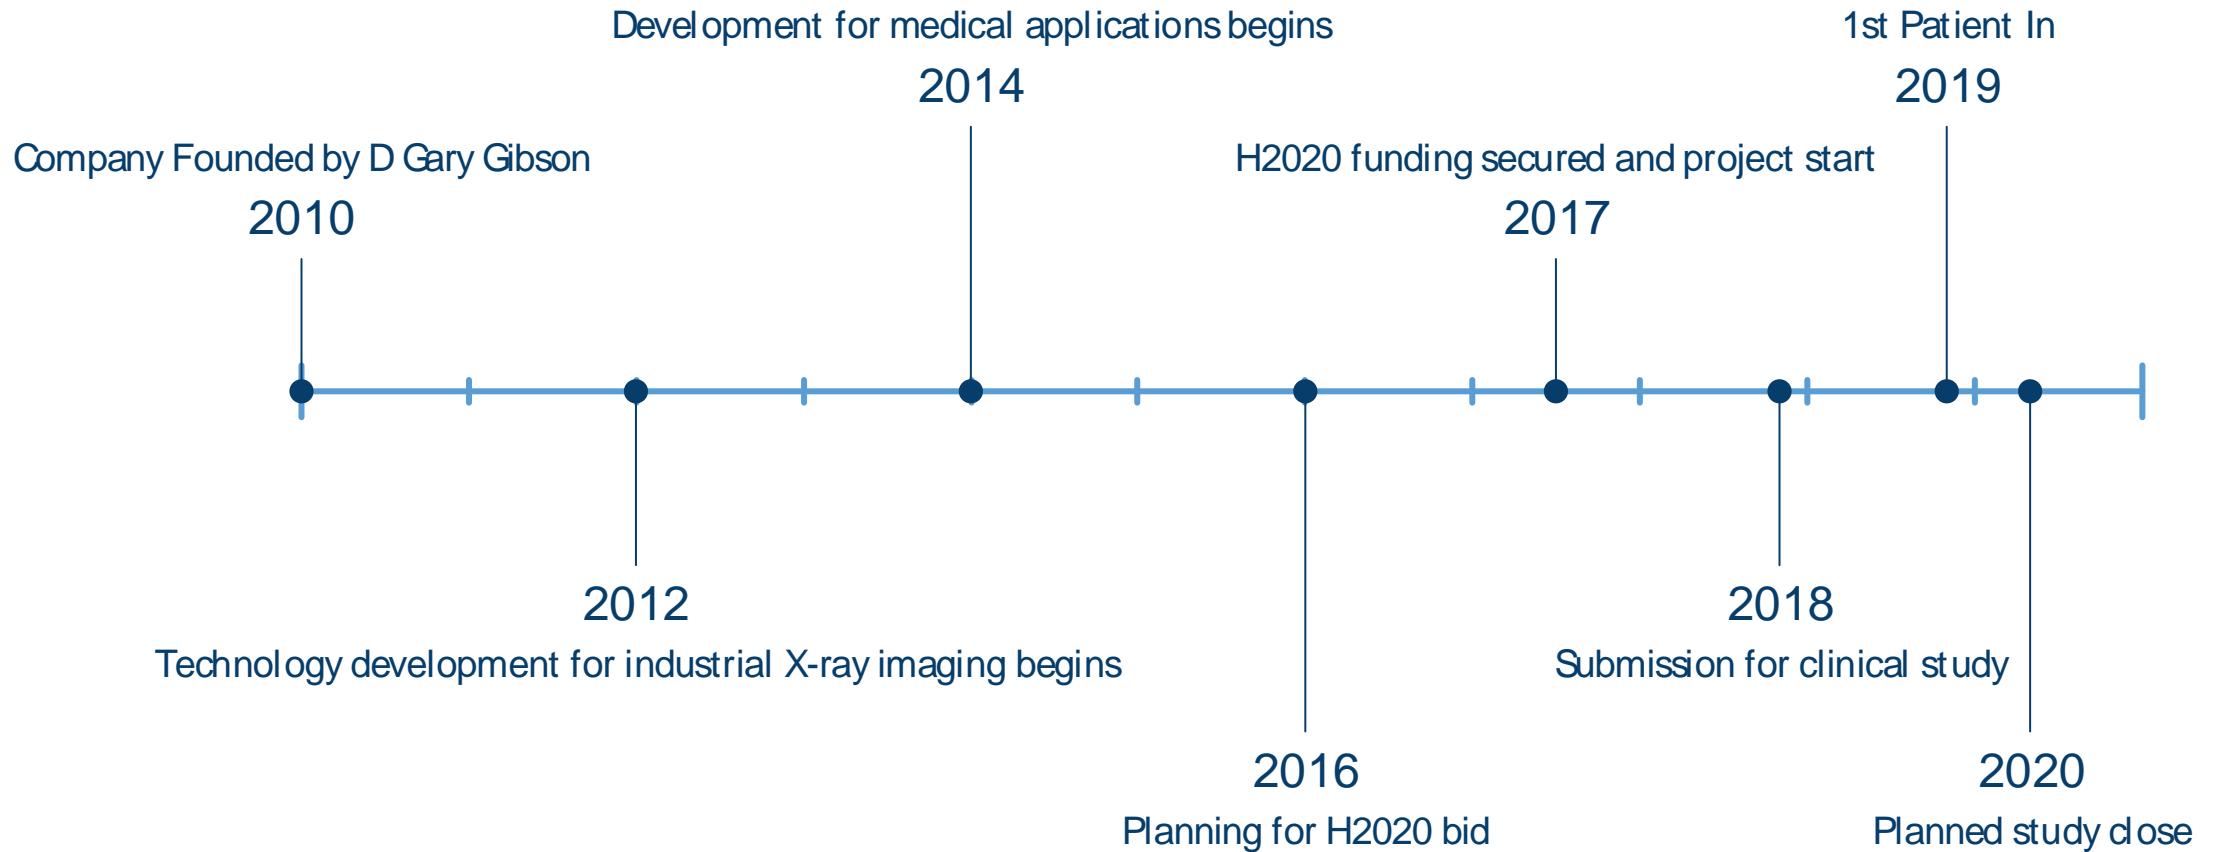 Development for medical applications begins
2014
1st Patient In
2019
Company Founded by D Gary Gibson
2010
H2020 funding secured and project start
2017
2012
Technology development for industrial X-ray imaging begins
2018
Submission for clinical study
2016
Planning for H2020 bid
2020
Planned study close